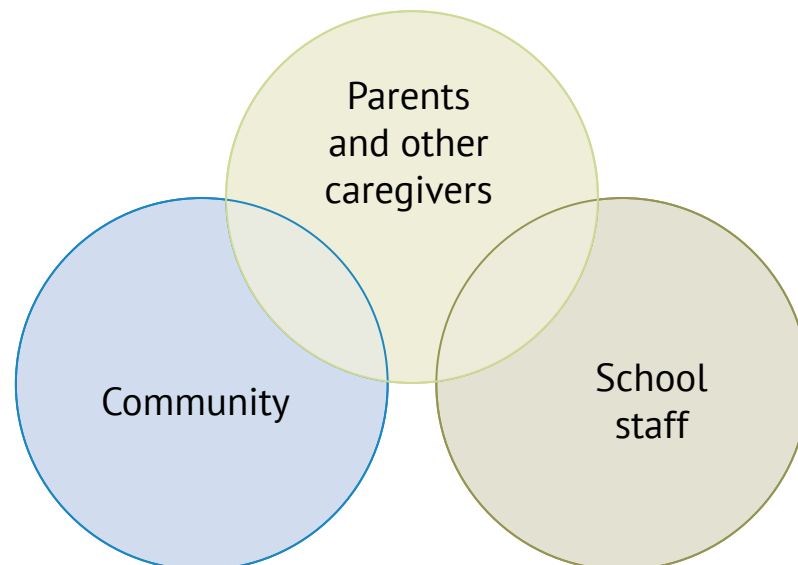 Parents
and other
caregivers
Community
School
staff